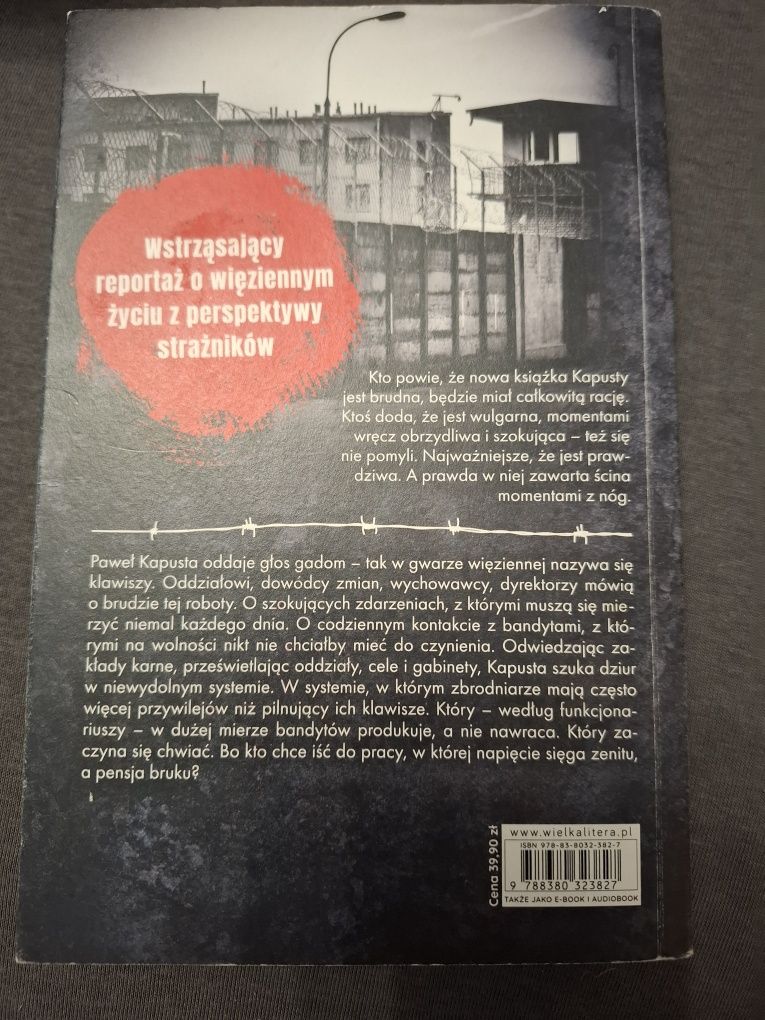 Wstrząsający
reportaż o więziennym
życiu z perspektywy
strażników
Kto powie, że nowa książka Kapusty
jest brudna, będzie miał całkowitą rację.
Ktoś doda, że jest wulgarna, momentami
wręcz obrzydliwa i szokująca – też się
nie pomyli. Najważniejsze, że jest praw-
dziwa. A prawda w niej zawarta ścina
momentami z nóg.
Paweł Kapusta oddaje głos gadom – tak w gwarze więziennej nazywa się
klawiszy. Oddziałowi, dowódcy zmian, wychowawcy, dyrektorzy mówią
o brudzie tej roboty. O szokujących zdarzeniach, z którymi muszą się mie-
rzyć niemal każdego dnia. O codziennym kontakcie z bandytami, z któ-
rymi na wolności nikt nie chciałby mieć do czynienia. Odwiedzając za-
kłady karne, prześwietlając oddziały, cele i gabinety, Kapusta szuka dziur
w niewydolnym systemie. W systemie, w którym zbrodniarze mają często
więcej przywilejów niż pilnujący ich klawisze. Który – według funkcjona-
riuszy – w dużej mierze bandytów produkuje, a nie nawraca. Który za-
czyna się chwiać. Bo kto chce iść do pracy, w której napięcie sięga zenitu,
a pensja bruku?
Cena 39,90 zł
www.wielkalitera.pl
ISBN 978-83-8032-382-7
9 788380 323827
TAKŻE JAKO E-BOOK I AUDIOBOOK